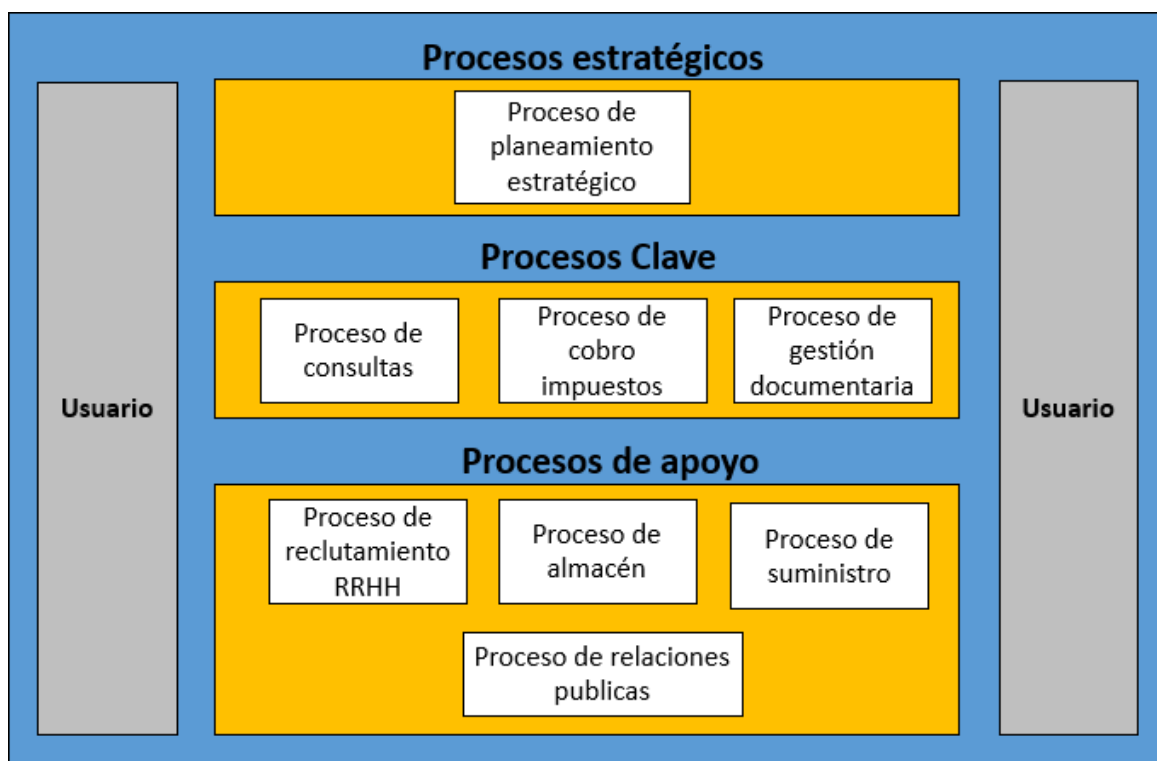 Procesos estratégicos
Proceso de
planeamiento
estratégico
Procesos Clave
Proceso de
consultas
Proceso de
cobro
impuestos
Proceso de
gestión
documentaria
Usuario
Usuario
Procesos de apoyo
Proceso de
reclutamiento
RRHH
Proceso de
almacén
Proceso de
suministro
Proceso de relaciones
publicas